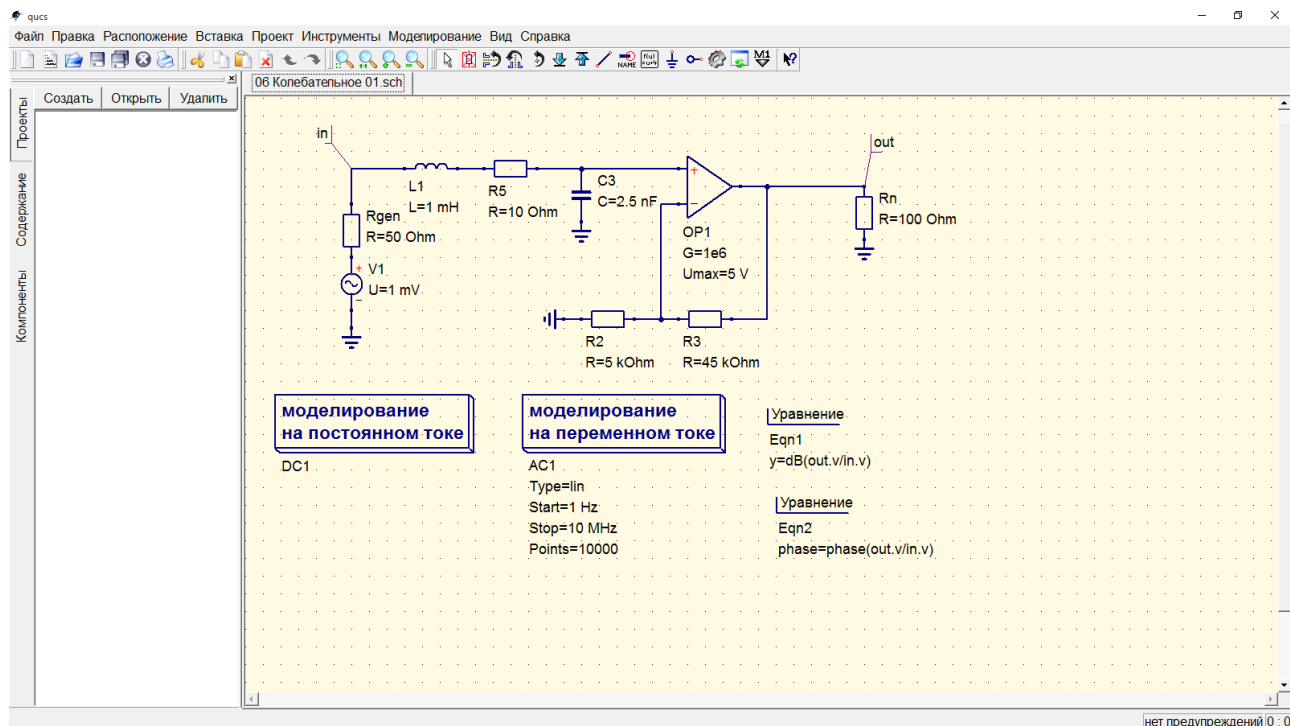 qucs
Файл Правка Расположение Вставка Проект Инструменты Моделирование Вид Справка
NAME
M1
Создать Открыть Удалить
06 Колебательное 01.sch
Проекты
Содержание
Компоненты
in
out
L1
L=1 mH
R5
R=10 Ohm
C3
C=2.5 nF
+
−
OP1
G=1e6
Umax=5 V
Rn
R=100 Ohm
Rgen
R=50 Ohm
+
V1
U=1 mV
−
R2
R=5 kOhm
R3
R=45 kOhm
моделирование
на постоянном токе
DC1
моделирование
на переменном токе
AC1
Type=lin
Start=1 Hz
Stop=10 MHz
Points=10000
Уравнение
Eqn1
y=dB(out.v/in.v)
Уравнение
Eqn2
phase=phase(out.v/in.v)
нет предупреждений 0 : 0